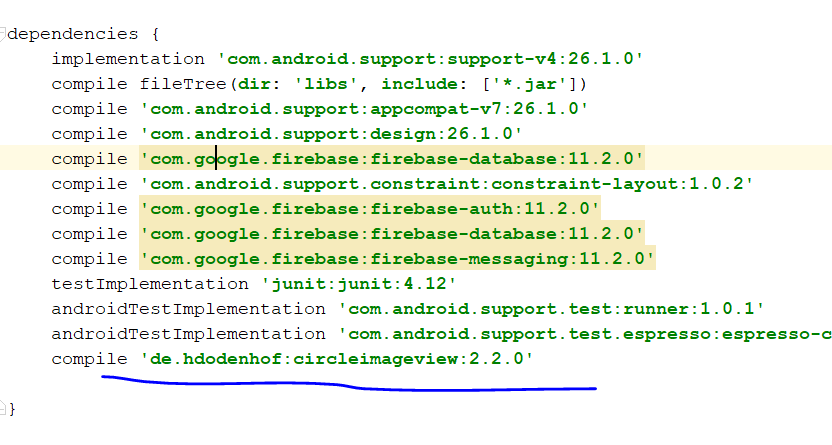 dependencies {
implementation 'com.android.support:support-v4:26.1.0'
compile fileTree(dir: 'libs', include: ['*.jar'])
compile 'com.android.support:appcompat-v7:26.1.0'
compile 'com.android.support:design:26.1.0'
compile 'com.google.firebase:firebase-database:11.2.0'
compile 'com.android.support.constraint:constraint-layout:1.0.2'
compile 'com.google.firebase:firebase-auth:11.2.0'
compile 'com.google.firebase:firebase-database:11.2.0'
compile 'com.google.firebase:firebase-messaging:11.2.0'
testImplementation 'junit:junit:4.12'
androidTestImplementation 'com.android.support.test:runner:1.0.1'
androidTestImplementation 'com.android.support.test.espresso:espresso-c
compile 'de.hdodenhof:circleimageview:2.2.0'
}